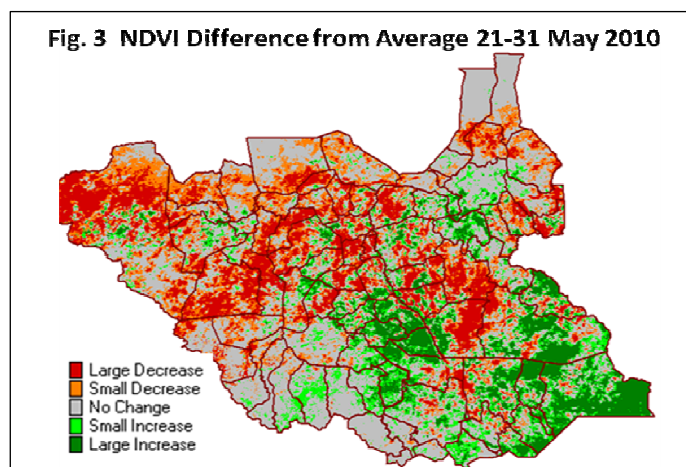 Fig. 3 NDVI Difference from Average 21-31 May 2010
Large Decrease
Small Decrease
No Change
Small Increase
Large Increase